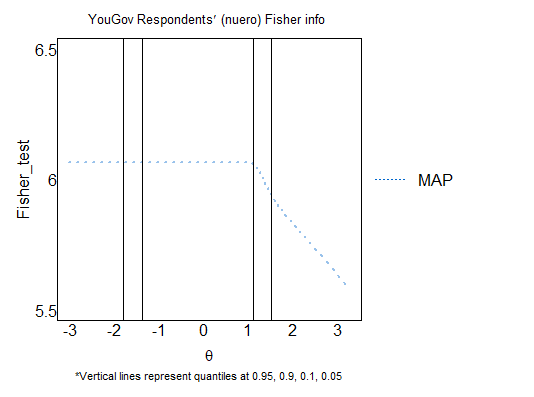 YouGov Respondents′ (nuero) Fisher info
6.5
6
5.5
Fisher_test
-3 -2 -1 0 1 2 3
θ
MAP
*Vertical lines represent quantiles at 0.95, 0.9, 0.1, 0.05